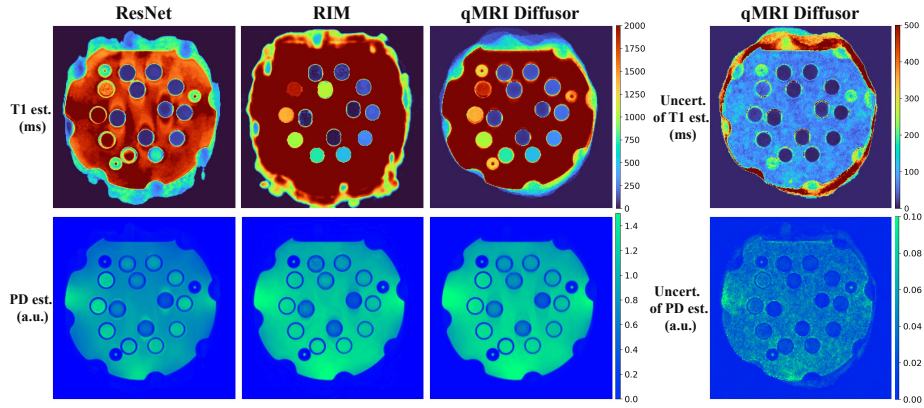 ResNet RIM qMRI Diffusor qMRI Diffusor
T1 est.
(ms)
2000
1750
1500
1250
1000
750
500
250
0
Uncert.
of T1 est.
(ms)
500
400
300
200
100
0
PD est.
(a.u.)
1.4
1.2
1.0
0.8
0.6
0.4
0.2
0.0
Uncert.
of PD est.
(a.u.)
0.10
0.08
0.06
0.04
0.02
0.00